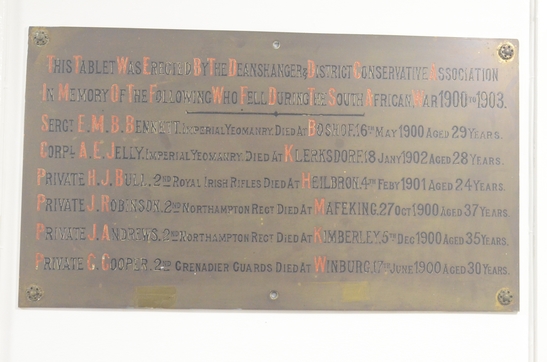 THIS TABLET WAS ERECTED BY THE DEANSHANGER & DISTRICT CONSERVATIVE ASSOCIATION
IN MEMORY OF THE FOLLOWING WHO FELL DURING THE SOUTH AFRICAN WAR 1900 TO 1903.
SERGT E.M.B.BENNETT. IMPERIAL YEOMANRY. DIED AT BOSHOF. 16TH MAY 1900 AGED 29 YEARS.
CORPL A.E.JELLY. IMPERIAL YEOMANRY. DIED AT KLERKSDORF. 18 JANY 1902 AGED 28 YEARS.
PRIVATE H.J.BULL. 2ND ROYAL IRISH RIFLES DIED AT HEILBRON. 4TH FEBY 1901 AGED 24 YEARS.
PRIVATE J.ROBINSON. 2ND NORTHAMPTON REGT DIED AT MAFEKING. 27 OCT 1900 AGED 37 YEARS.
PRIVATE J.ANDREWS. 2ND NORTHAMPTON REGT DIED AT KIMBERLEY. 5TH DEC 1900 AGED 35 YEARS.
PRIVATE C.COOPER. 2ND GRENADIER GUARDS DIED AT WINBURG. 17TH JUNE 1900 AGED 30 YEARS.